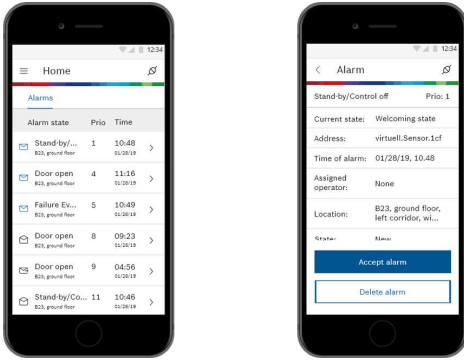 12:34
Home
Alarms
Alarm state Prio Time
Stand-by/... 1 10:48
B23, ground floor 01/28/19
Door open 4 11:16
B23, ground floor 01/28/19
Failure Ev... 5 10:49
B23, ground floor 01/28/19
Door open 8 09:23
B23, ground floor 01/28/19
Door open 9 04:56
B23, ground floor 01/28/19
Stand-by/Co... 11 10:46
B23, ground floor 01/28/19
12:34
Alarm
Stand-by/Control off Prio: 1
Current state: Welcoming state
Address: virtuell.Sensor.1cf
Time of alarm: 01/28/19, 10.48
Assigned
operator: None
Location: B23, ground floor,
left corridor, wi...
State: New
Accept alarm
Delete alarm